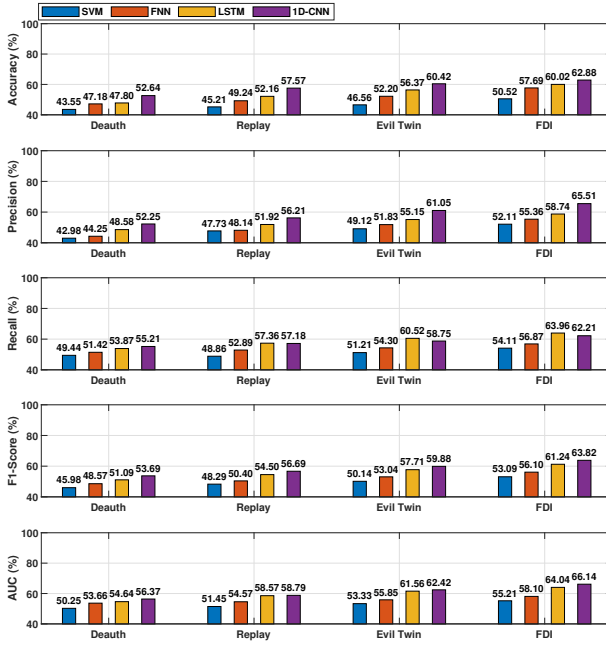 SVM FNN LSTM 1D-CNN
Accuracy (%)
100
80
60
40
43.55 47.18 47.80 52.64
45.21 49.24 52.16 57.57
46.56 52.20 56.37 60.42
50.52 57.69 60.02 62.88
Deauth Replay Evil Twin FDI
Precision (%)
100
80
60
40
42.98 44.25 48.58 52.25
47.73 48.14 51.92 56.21
49.12 51.83 55.15 61.05
52.11 55.36 58.74 65.51
Deauth Replay Evil Twin FDI
Recall (%)
100
80
60
40
49.44 51.42 53.87 55.21
48.86 52.89 57.36 57.18
51.21 54.30 60.52 58.75
54.11 56.87 63.96 62.21
Deauth Replay Evil Twin FDI
F1-Score (%)
100
80
60
40
45.98 48.57 51.09 53.69
48.29 50.40 54.50 56.69
50.14 53.04 57.71 59.88
53.09 56.10 61.24 63.82
Deauth Replay Evil Twin FDI
AUC (%)
100
80
60
40
50.25 53.66 54.64 56.37
51.45 54.57 58.57 58.79
53.33 55.85 61.56 62.42
55.21 58.10 64.04 66.14
Deauth Replay Evil Twin FDI